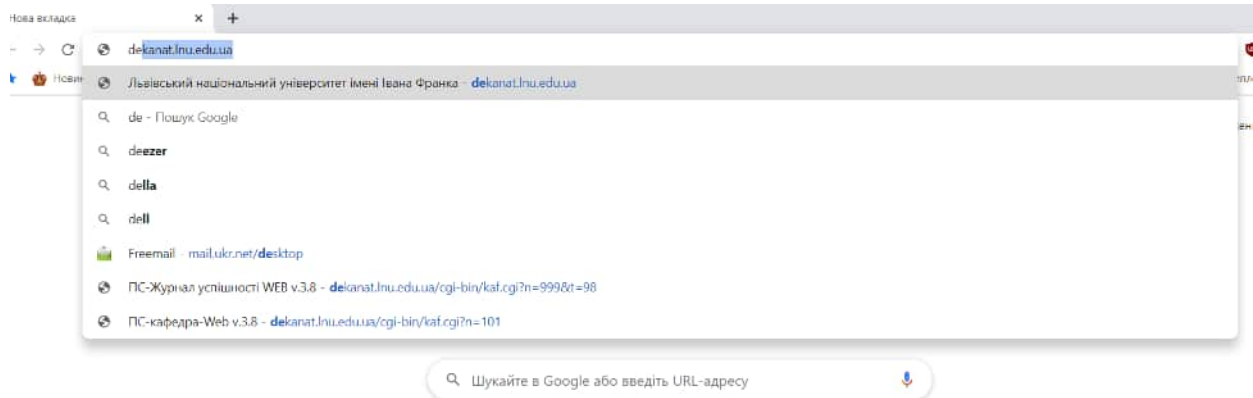 Нова вкладка
dekanat.lnu.edu.ua
Новин
Львівський національний університет імені Івана Франка - dekanat.lnu.edu.ua
de - Пошук Google
deezer
della
dell
Freemail - mail.ukr.net/desktop
ПС-Журнал успішності WEB v.3.8 - dekanat.lnu.edu.ua/cgi-bin/kaf.cgi?n=999&t=98
ПС-кафедра-Web v.3.8 - dekanat.lnu.edu.ua/cgi-bin/kaf.cgi?n=101
Шукайте в Google або введіть URL-адресу